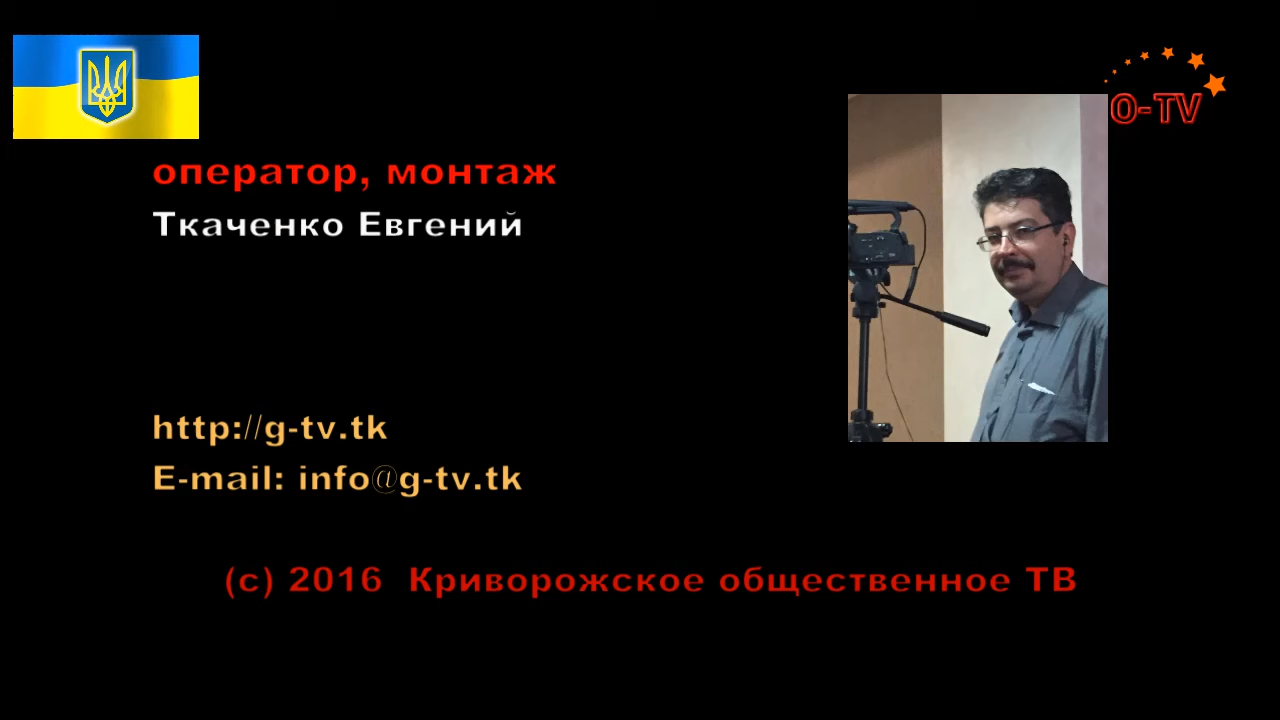 O-TV
оператор, монтаж
Ткаченко Евгений
http://g-tv.tk
E-mail: info@g-tv.tk
(с) 2016 Криворожское общественное ТВ